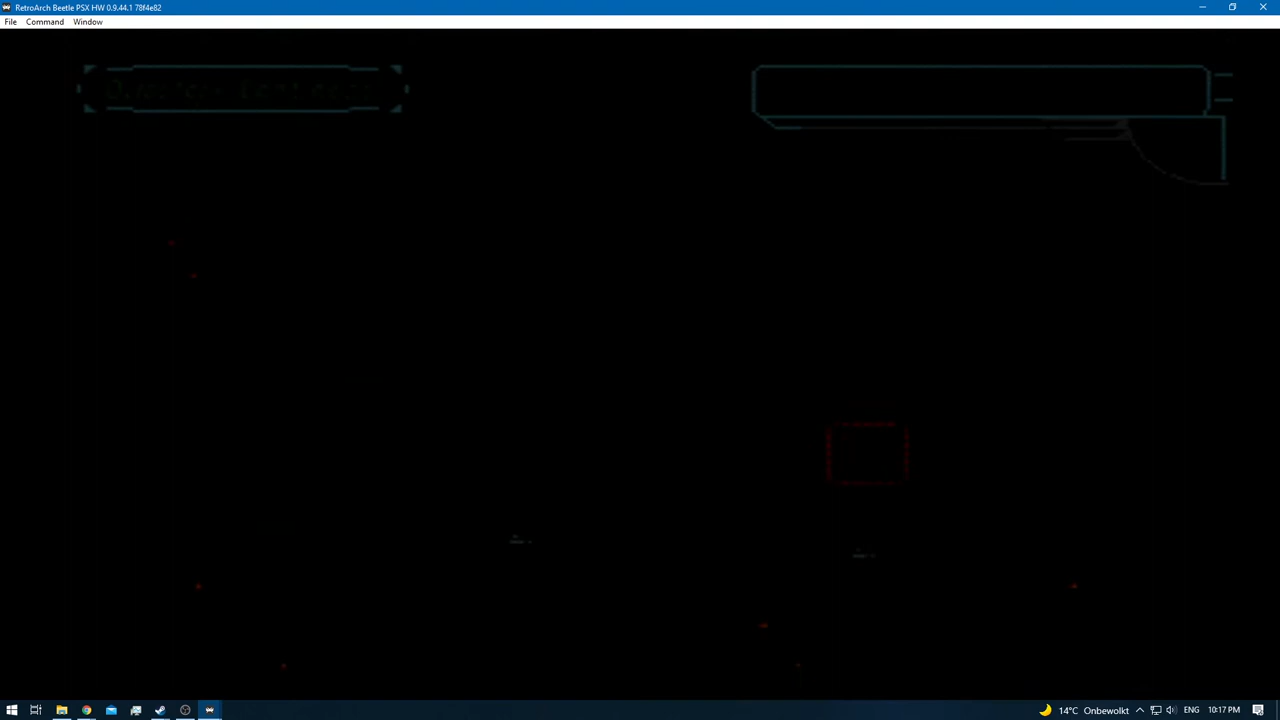 RetroArch Beetle PSX HW 0.9.44.1 78f4e82
File Command Window
14°C Onbewolkt ENG 10:17 PM